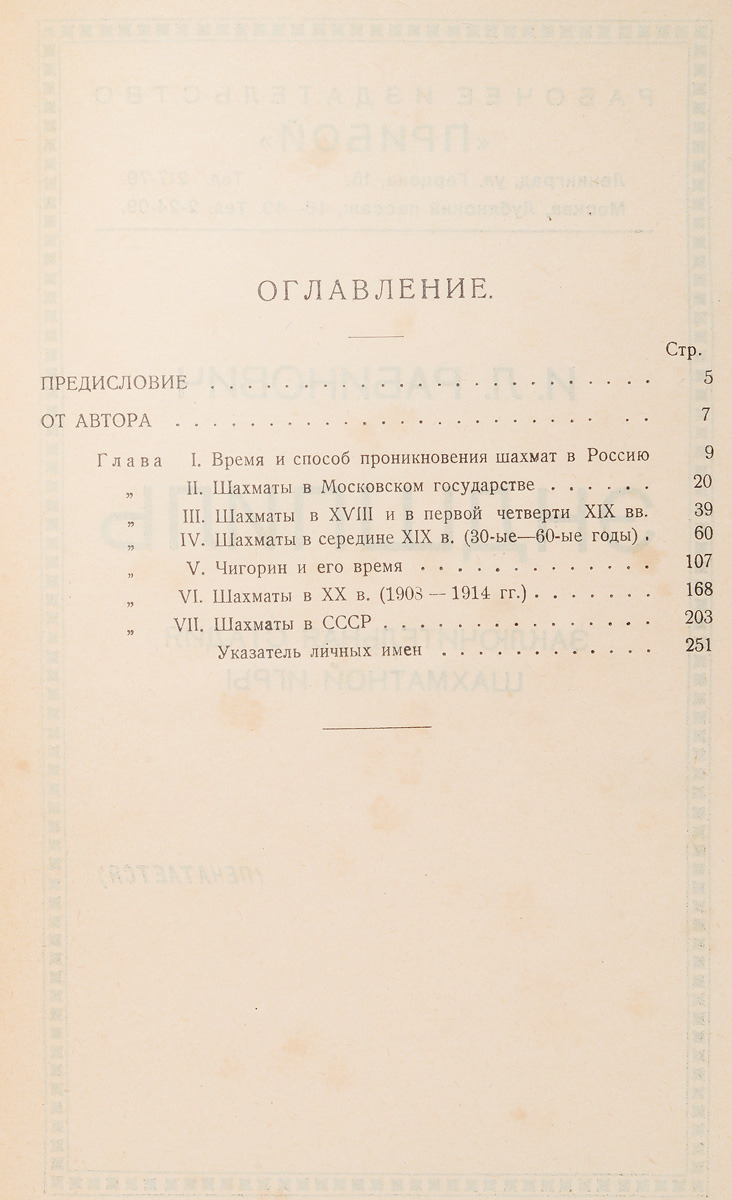 ОГЛАВЛЕНИЕ.
Стр.
ПРЕДИСЛОВИЕ . . . . . . . . . . . . . . . . . . . . . . . . 5
ОТ АВТОРА . . . . . . . . . . . . . . . . . . . . . . . . 7
Глава I. Время и способ проникновения шахмат в Россию 9
„ II. Шахматы в Московском государстве . . . . . . 20
„ III. Шахматы в XVIII и в первой четверти XIX вв. 39
„ IV. Шахматы в середине XIX в. (30-ые—60-ые годы) . 60
„ V. Чигорин и его время . . . . . . . . . . . . . 107
„ VI. Шахматы в XX в. (1908 — 1914 гг.) . . . . . . . 168
„ VII. Шахматы в СССР . . . . . . . . . . . . . . . 203
Указатель личных имен . . . . . . . . . . . . 251